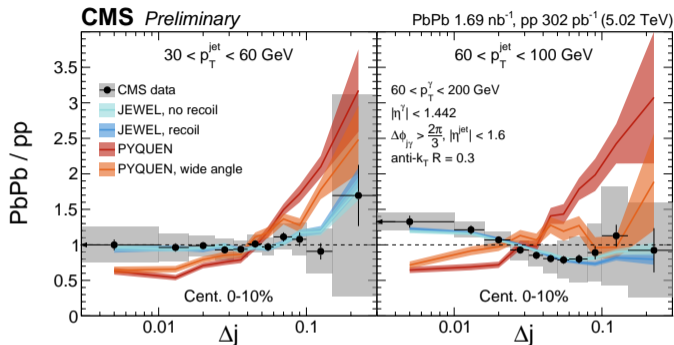 CMS Preliminary
PbPb 1.69 nb⁻¹, pp 302 pb⁻¹ (5.02 TeV)
PbPb / pp
3.5
3
2.5
2
1.5
1
0.5
0
30 < p_T^jet < 60 GeV
CMS data
JEWEL, no recoil
JEWEL, recoil
PYQUEN
PYQUEN, wide angle
Cent. 0-10%
0.01
0.1
Δj
60 < p_T^jet < 100 GeV
60 < p_T^γ < 200 GeV
|η^γ| < 1.442
Δφ_jγ > 2π/3, |η^jet| < 1.6
anti-k_T R = 0.3
Cent. 0-10%
0.01
0.1
Δj